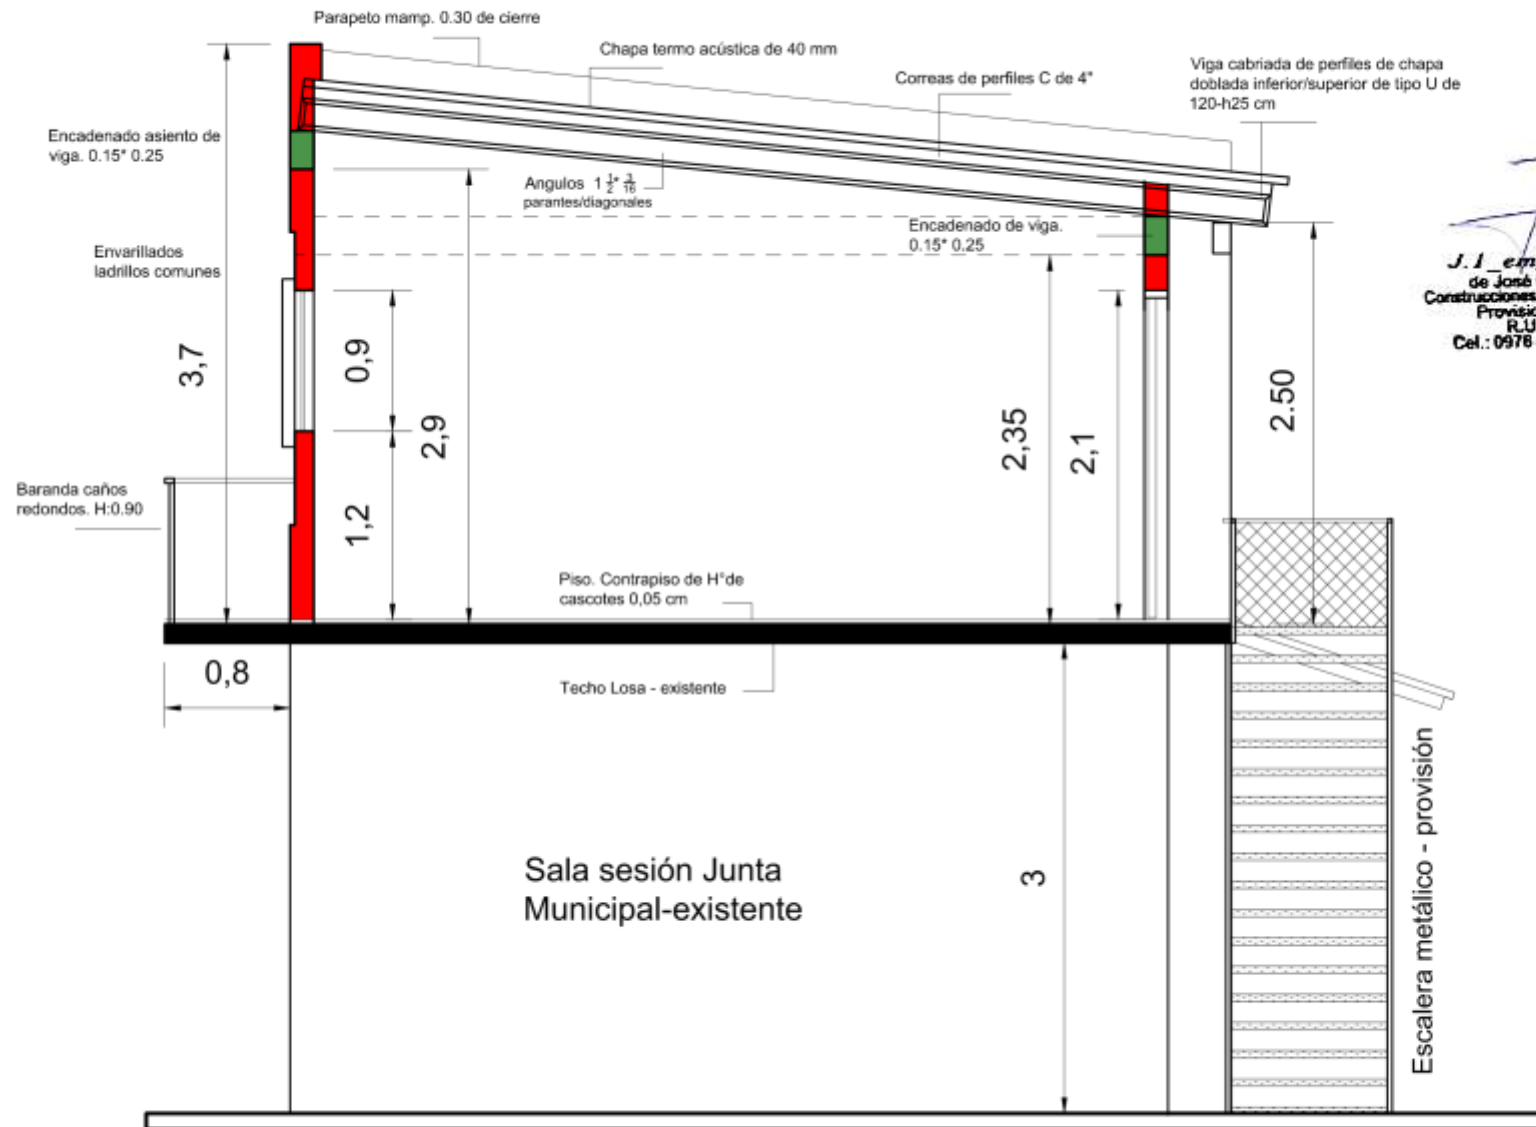 Parapeto mamp. 0.30 de cierre
Chapa termo acústica de 40 mm
Correas de perfiles C de 4"
Viga cabriada de perfiles de chapa
doblada inferior/superior de tipo U de
120-h25 cm
Encadenado asiento de
viga. 0.15* 0.25
Angulos 1 1/2" 3/16
parantes/diagonales
Encadenado de viga.
0.15* 0.25
Envarillados
ladrillos comunes
de José
Construcciones
R.U
Cel.: 0978
3,7
0,9
2,9
1,2
2,35
2,1
2.50
Baranda caños
redondos. H:0.90
Piso. Contrapiso de H°de
cascotes 0,05 cm
0,8
Techo Losa - existente
Sala sesión Junta
Municipal-existente
3
Escalera metálico - provisión